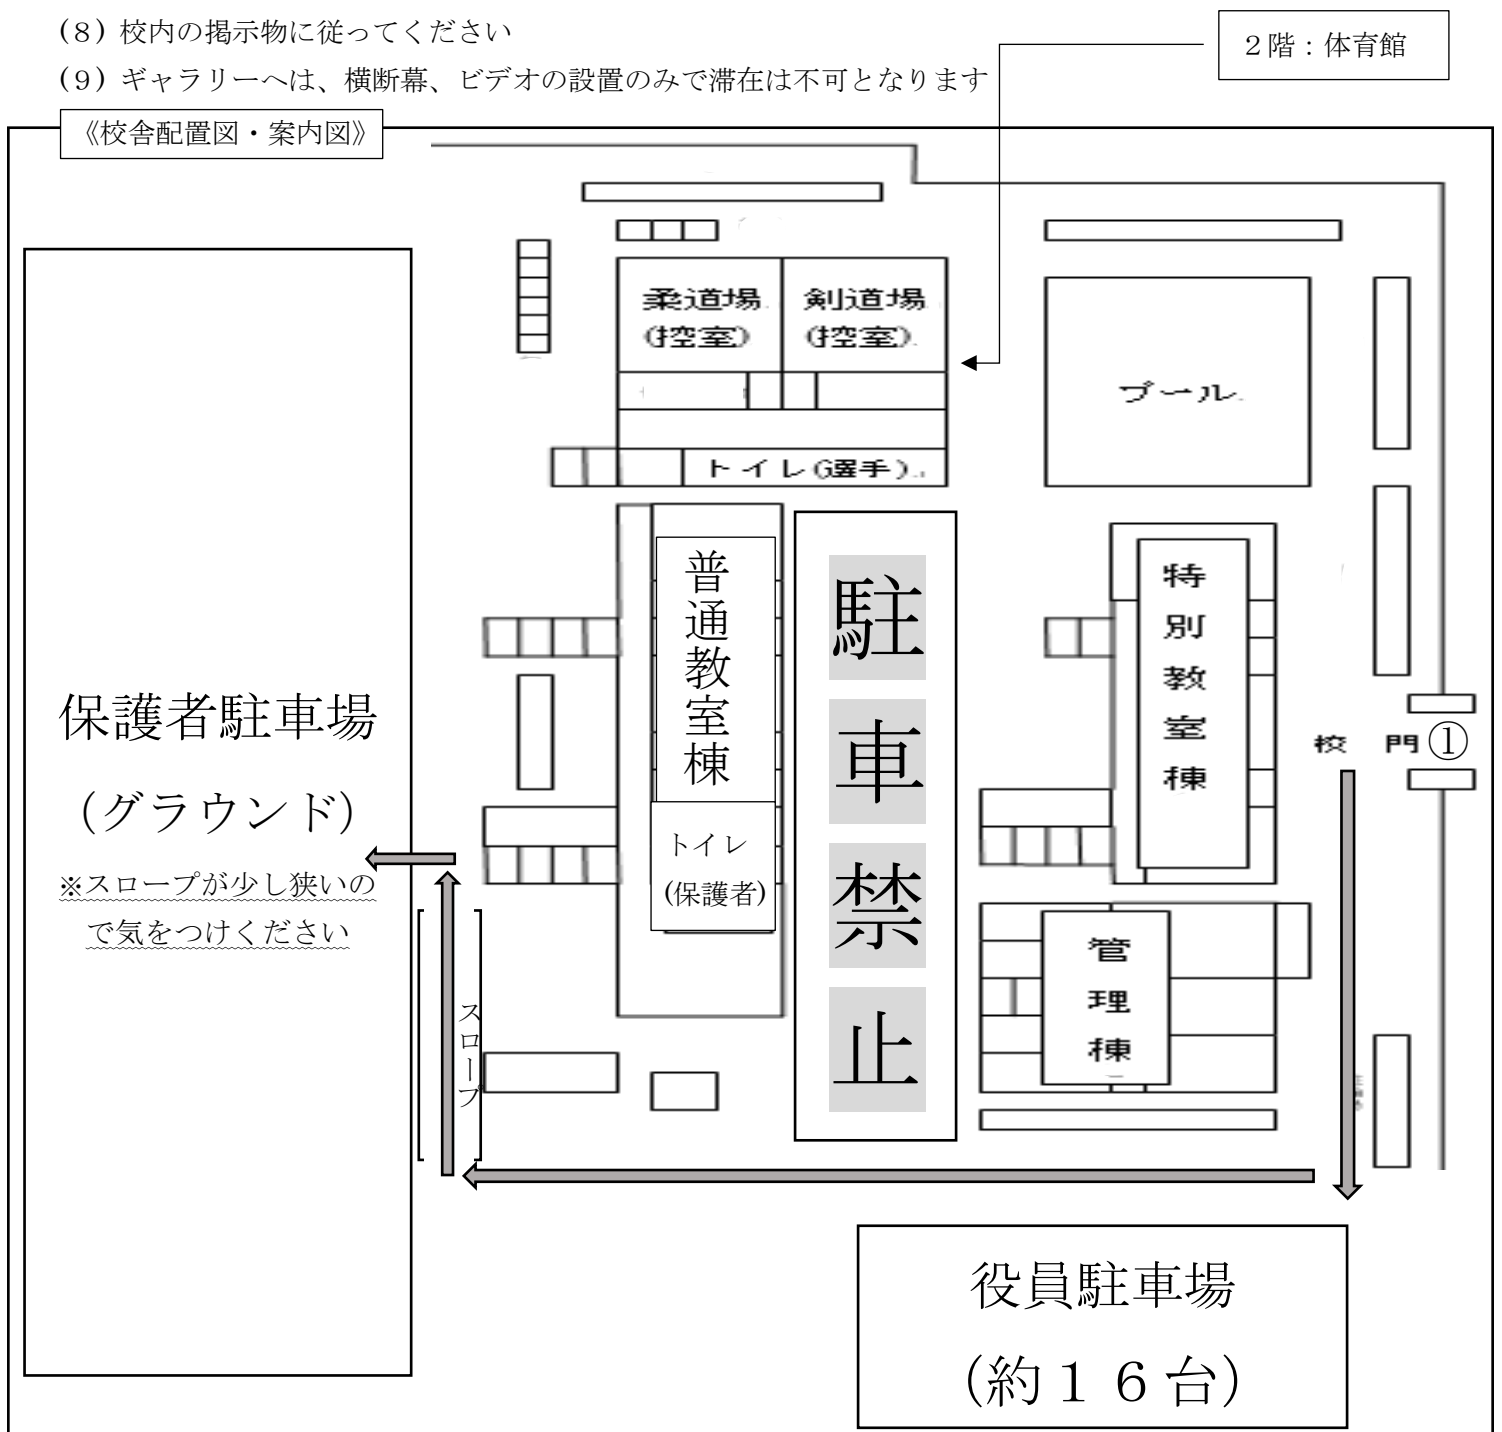 (８) 校内の掲示物に従ってください
(９) ギャラリーへは、横断幕、ビデオの設置のみで滞在は不可となります
２階：体育館
《校舎配置図・案内図》
柔道場
(控室)
剣道場
(控室)
プール
トイレ(選手)
普通教室棟
トイレ
(保護者)
駐車禁止
特別教室棟
校門①
管理棟
保護者駐車場
(グラウンド)
※スロープが少し狭いの
で気をつけください
スロープ
役員駐車場
(約１６台)